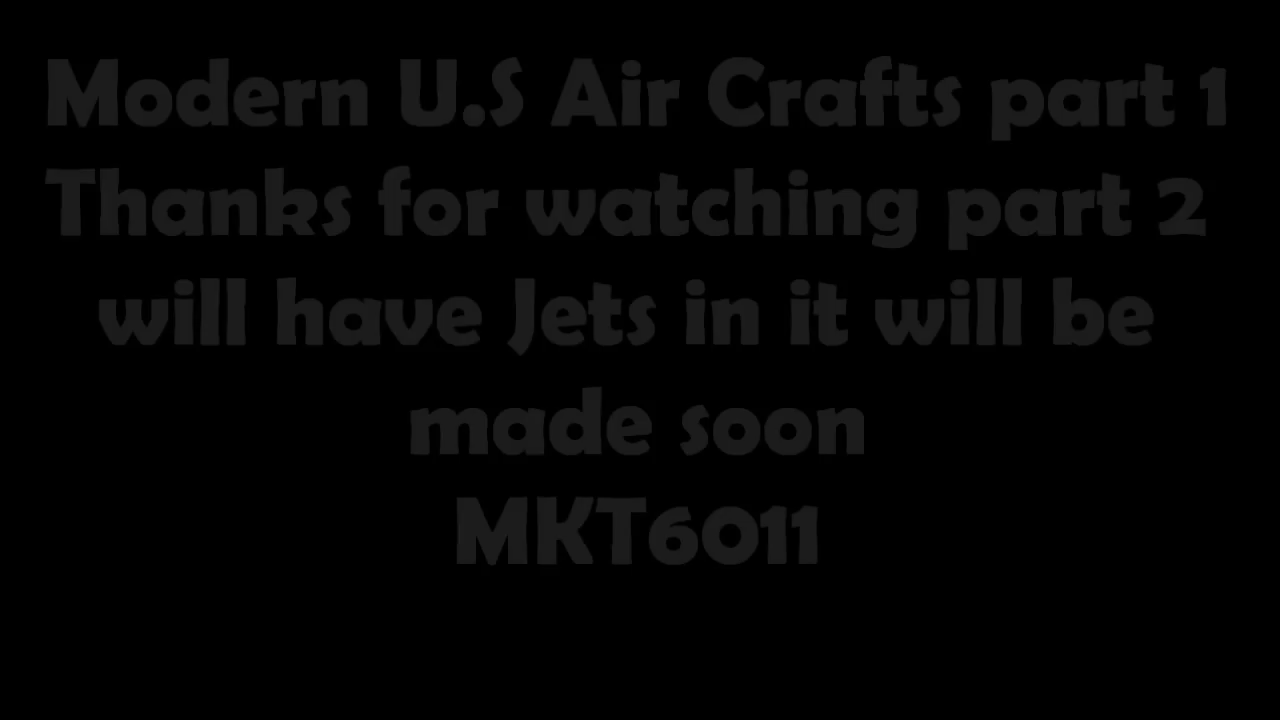 Modern U.S Air Crafts part 1
Thanks for watching part 2
will have Jets in it will be
made soon
MKT6011